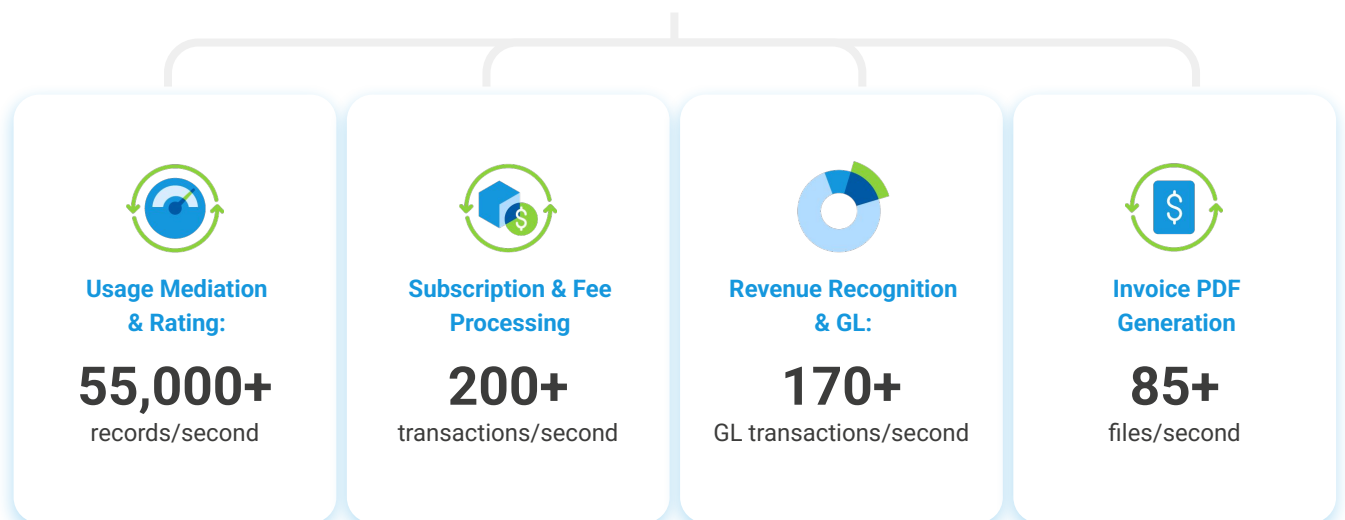 Usage Mediation
& Rating:
55,000+
records/second
Subscription & Fee
Processing
200+
transactions/second
Revenue Recognition
& GL:
170+
GL transactions/second
Invoice PDF
Generation
85+
files/second
$
$